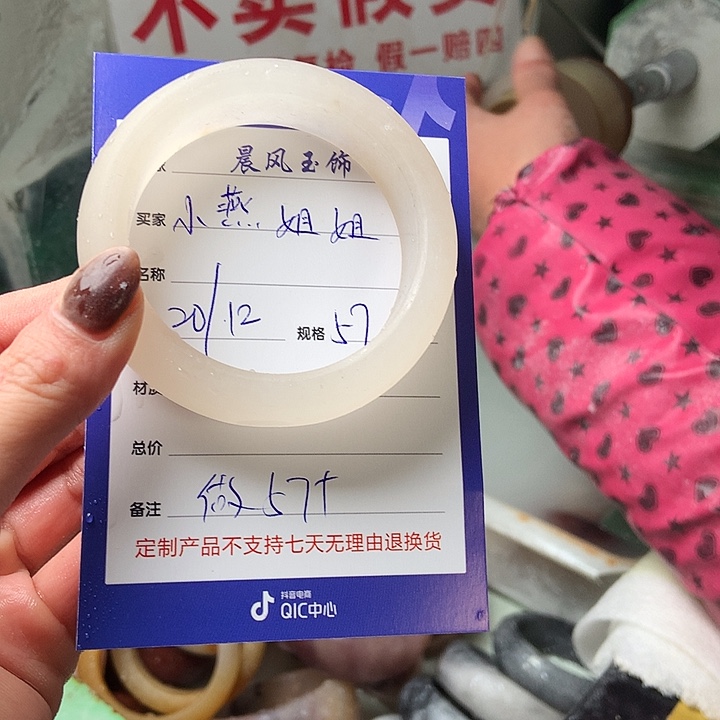 不卖假货
假一赔四
晨风玉饰
买家 小燕姐姐
名称
20/.12 规格 57
材质
总价
备注 做57+
定制产品不支持七天无理由退换货
抖音电商
QIC中心